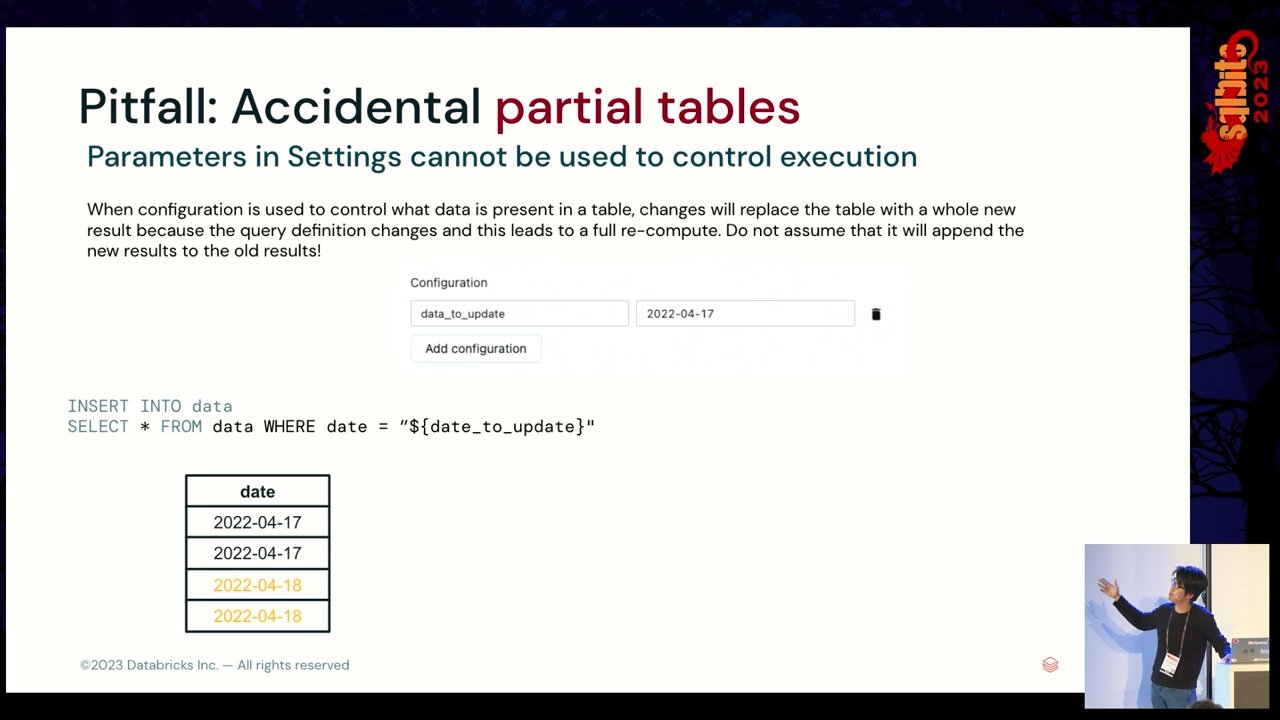 Pitfall: Accidental partial tables
Parameters in Settings cannot be used to control execution
When configuration is used to control what data is present in a table, changes will replace the table with a whole new
result because the query definition changes and this leads to a full re-compute. Do not assume that it will append the
new results to the old results!
Configuration
data_to_update 2022-04-17
Add configuration
INSERT INTO data
SELECT * FROM data WHERE date = "${date_to_update}"
date
2022-04-17
2022-04-17
2022-04-18
2022-04-18
©2023 Databricks Inc. — All rights reserved
sqlbits
2023